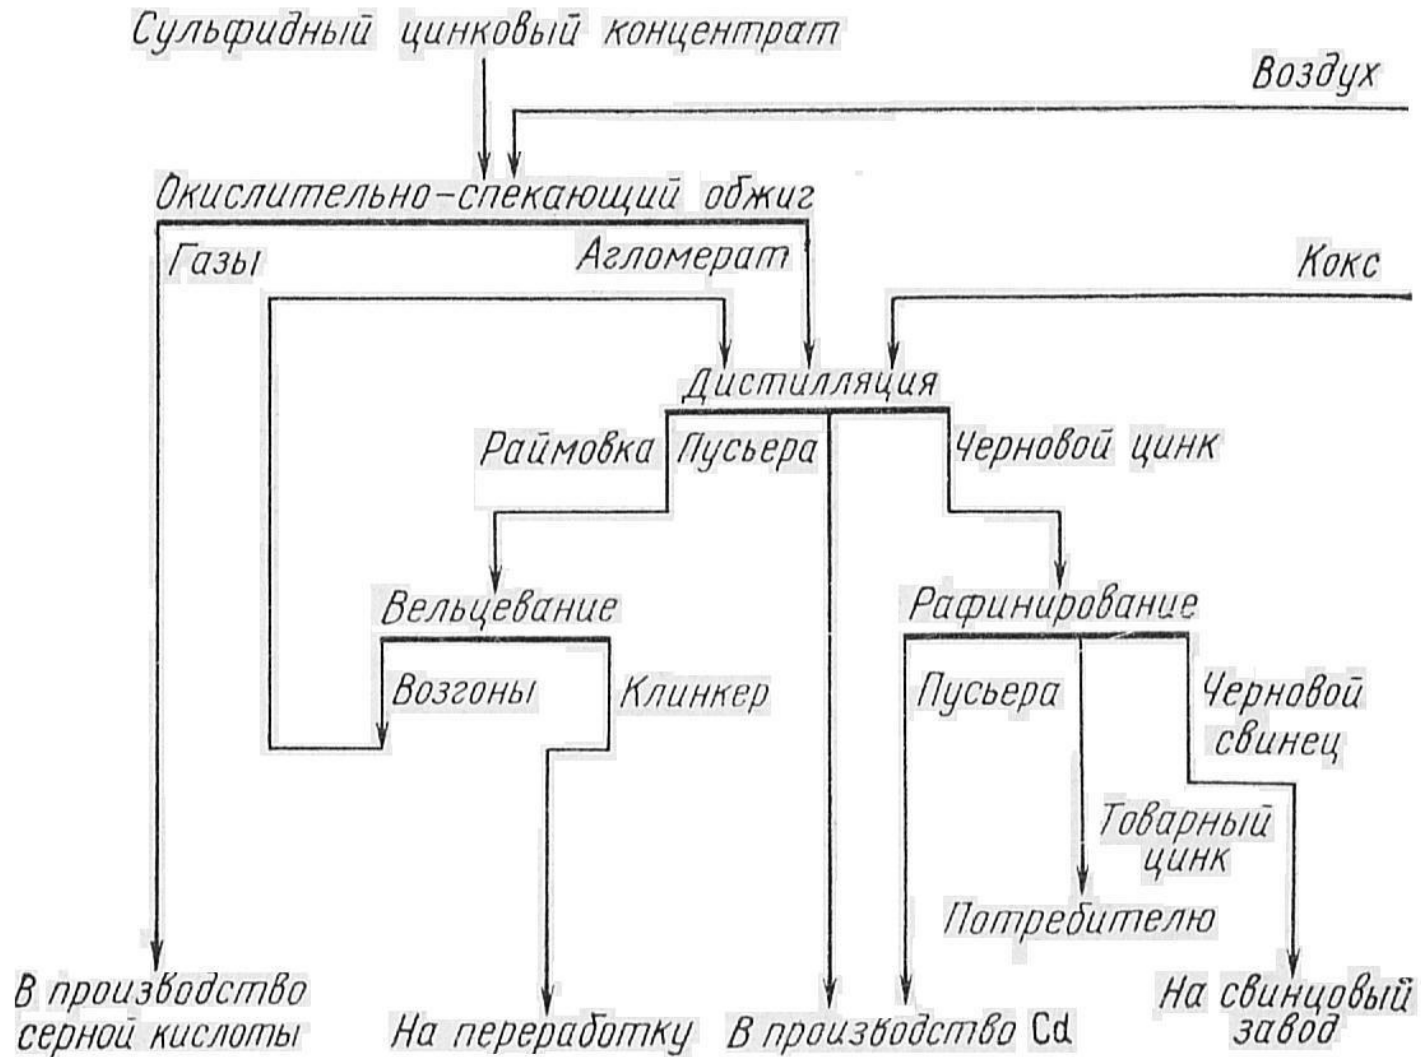 Сульфидный цинковый концентрат
Воздух
Окислительно-спекающий обжиг
Газы
Агломерат
Кокс
Дистилляция
Раймовка
Пусьера
Черновой цинк
Вельцевание
Рафинирование
Возгоны
Клинкер
Пусьера
Черновой
свинец
Товарный
цинк
Потребителю
В производство
серной кислоты
На переработку
В производство Cd
На свинцовый
завод